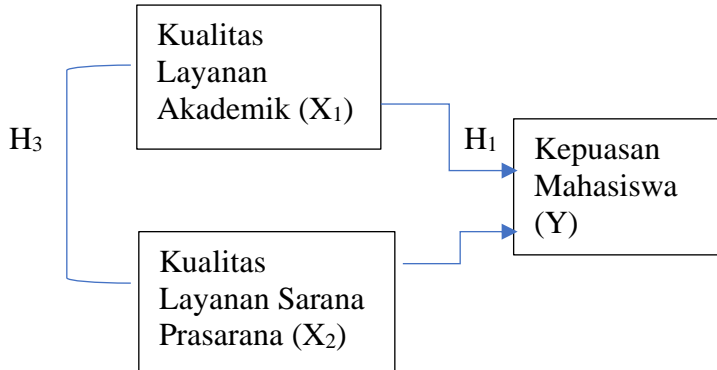 Kualitas
Layanan
Akademik (X₁)
H₃
H₁
Kepuasan
Mahasiswa
(Y)
Kualitas
Layanan Sarana
Prasarana (X₂)